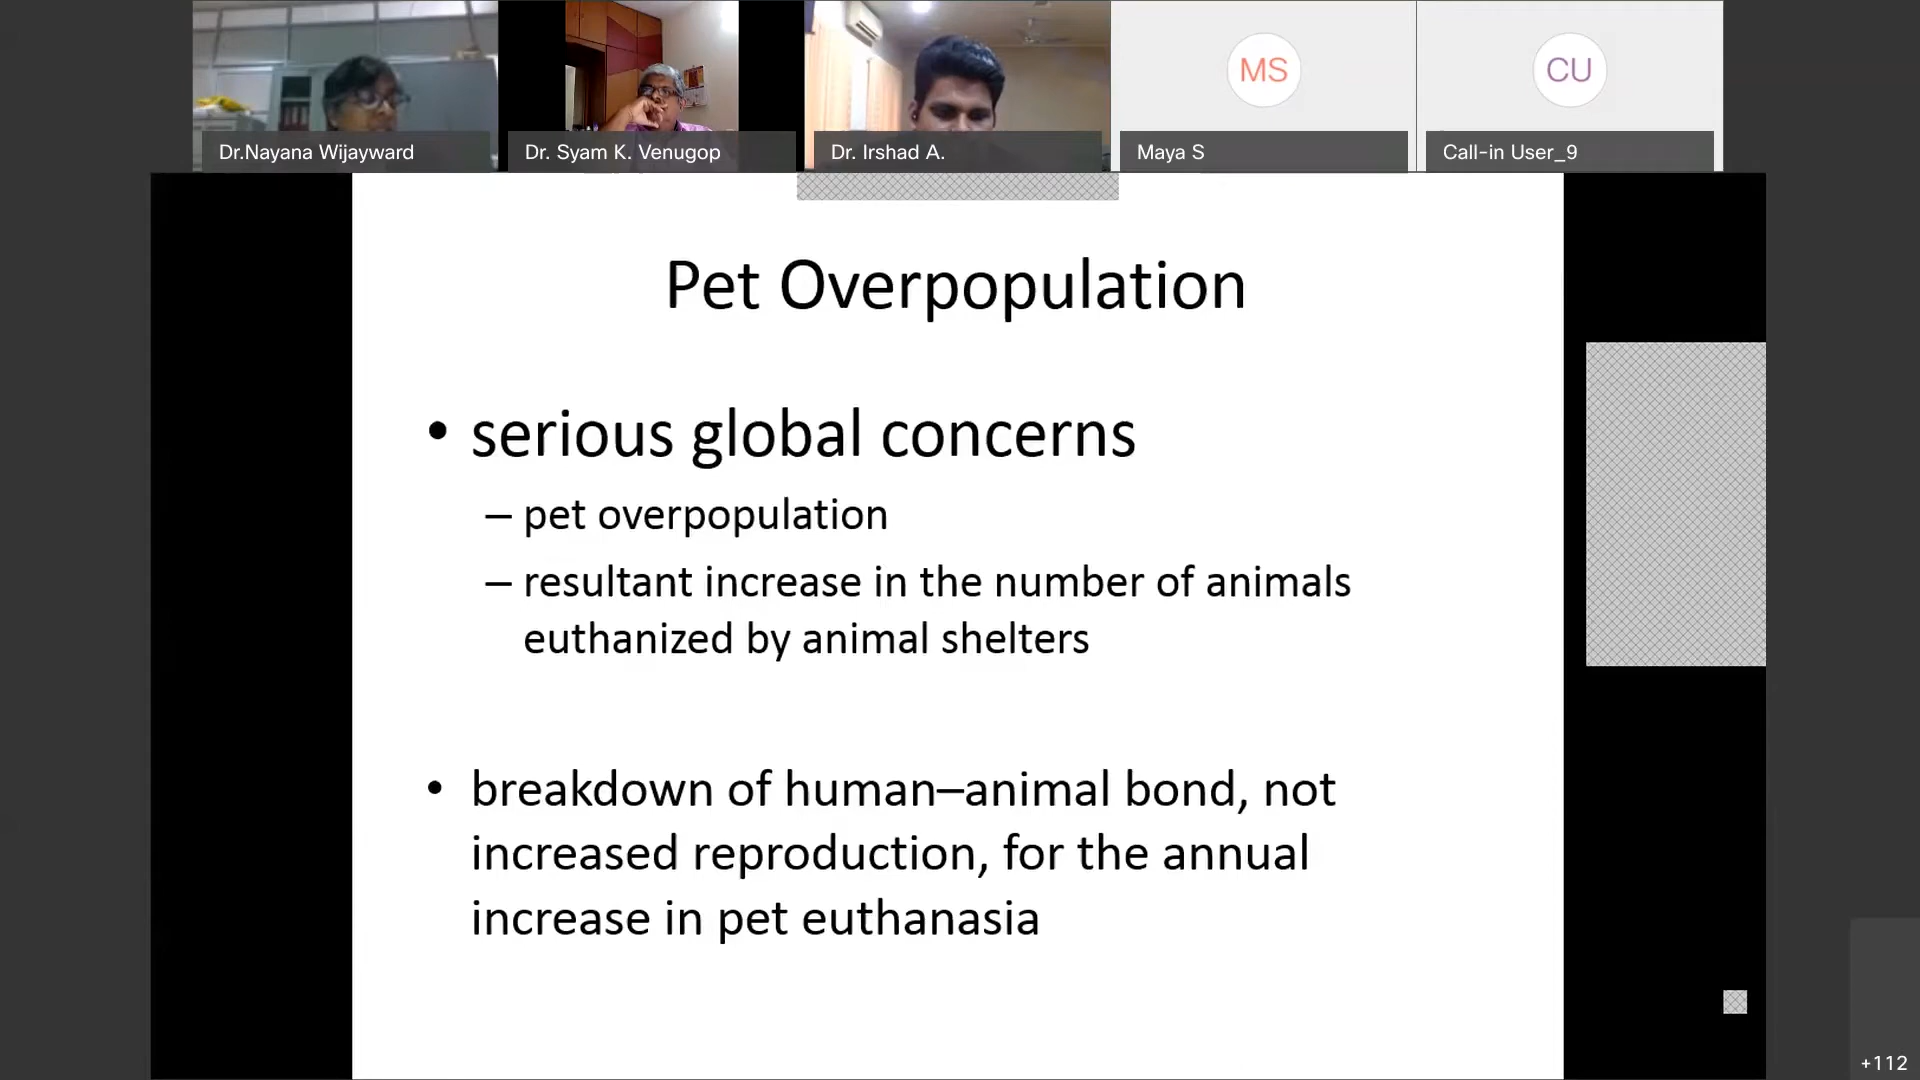 Dr.Nayana Wijayward
Dr. Syam K. Venugop
Dr. Irshad A.
MS
Maya S
CU
Call-in User_9
Pet Overpopulation
• serious global concerns
– pet overpopulation
– resultant increase in the number of animals
euthanized by animal shelters
• breakdown of human–animal bond, not
increased reproduction, for the annual
increase in pet euthanasia
+112